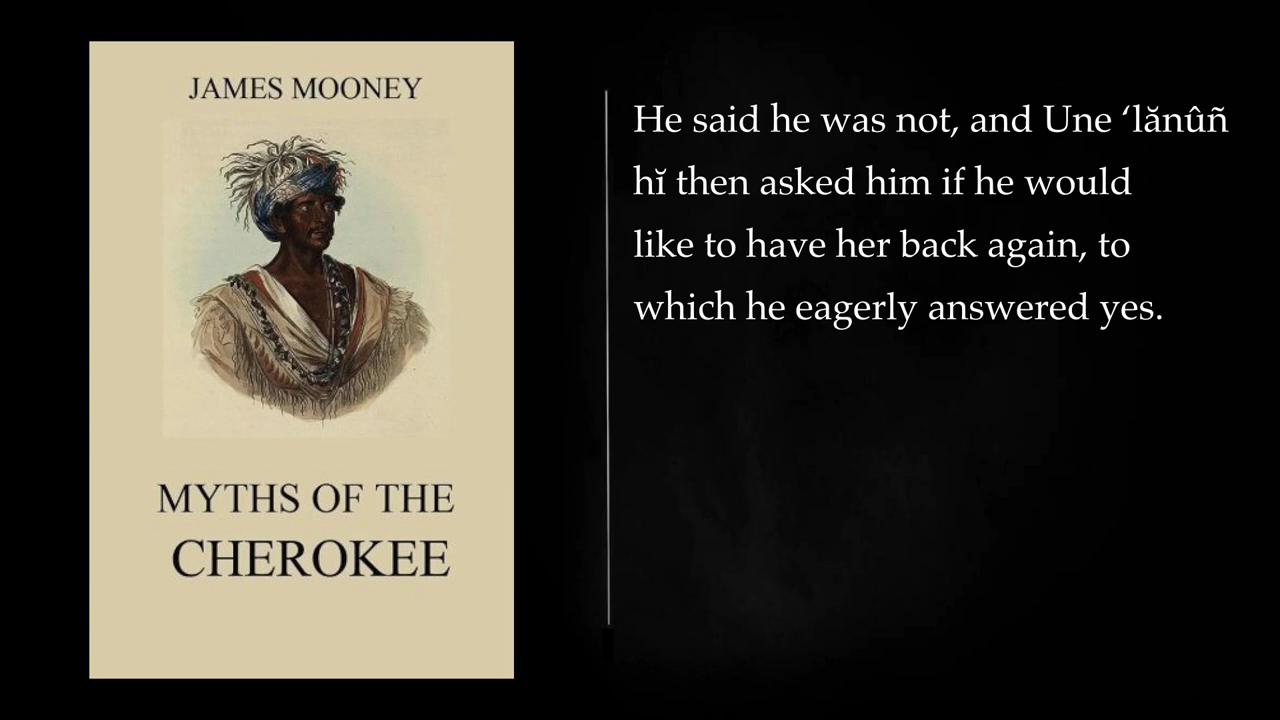 JAMES MOONEY
MYTHS OF THE
CHEROKEE
He said he was not, and Une ‘lănûñ
hĭ then asked him if he would
like to have her back again, to
which he eagerly answered yes.